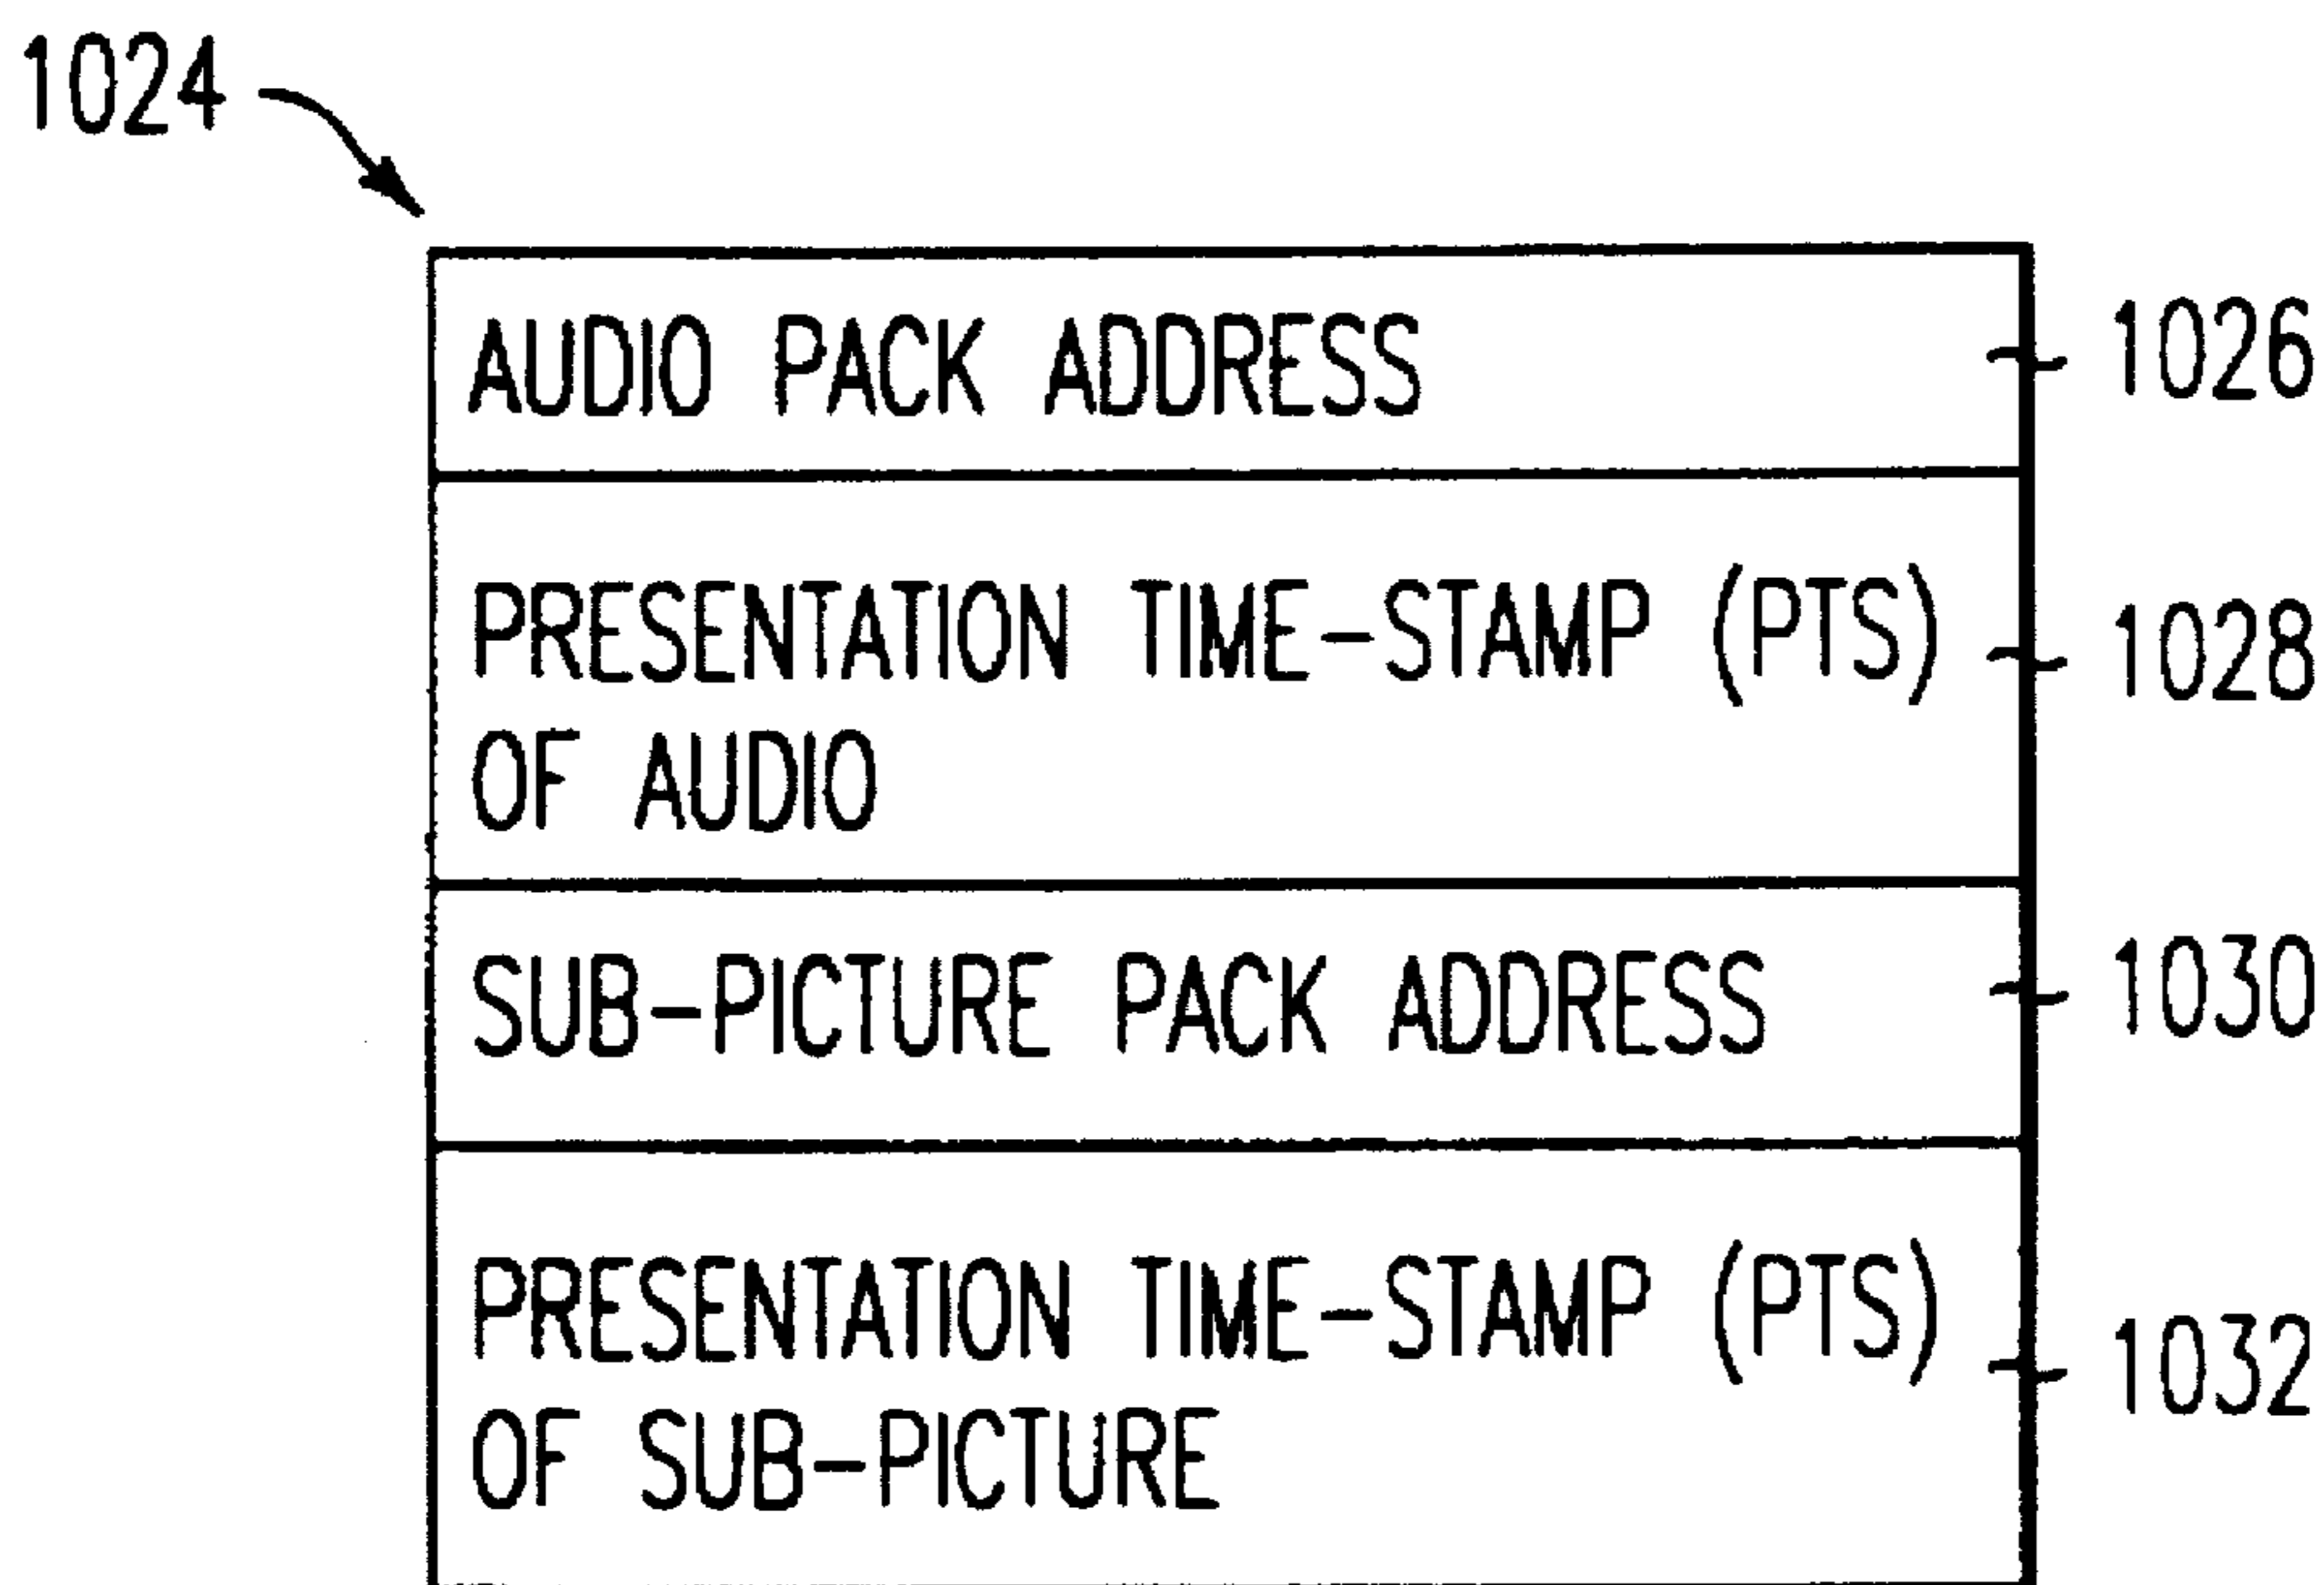 1024
AUDIO PACK ADDRESS 1026
PRESENTATION TIME-STAMP (PTS) 1028
OF AUDIO
SUB-PICTURE PACK ADDRESS 1030
PRESENTATION TIME-STAMP (PTS) 1032
OF SUB-PICTURE